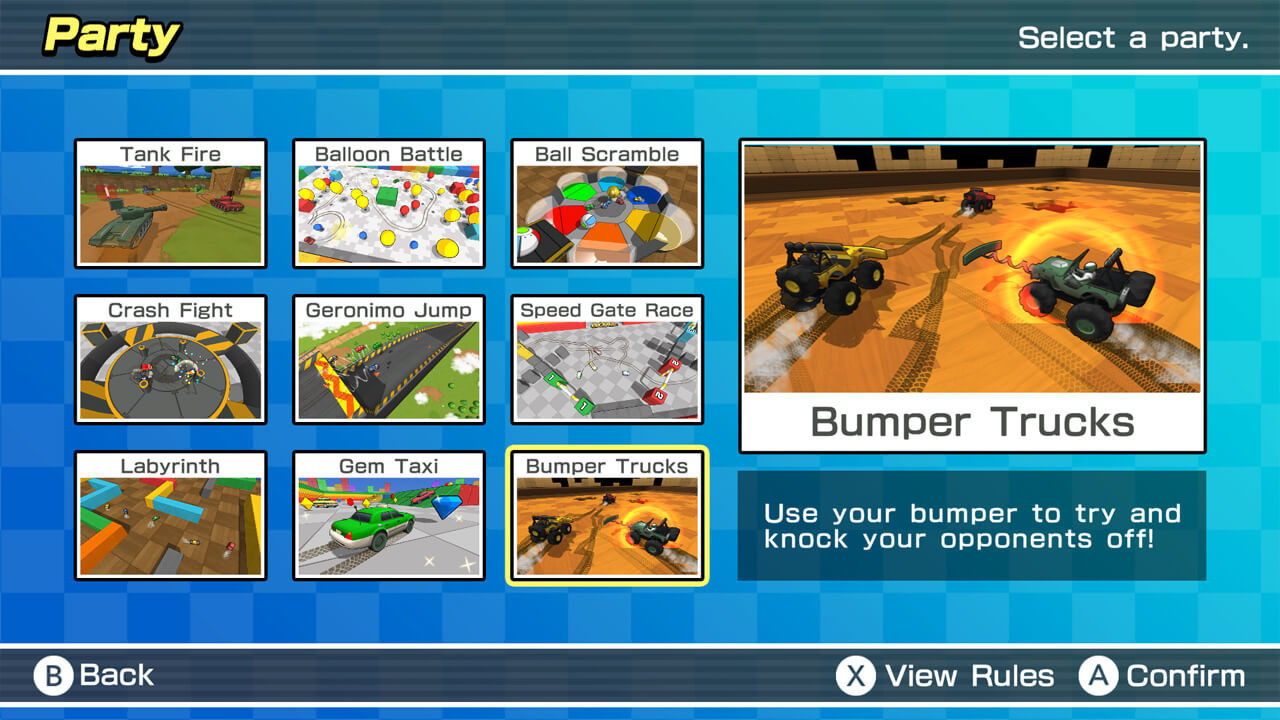 Party
Select a party.
Tank Fire
Balloon Battle
Ball Scramble
Crash Fight
Geronimo Jump
Speed Gate Race
Labyrinth
Gem Taxi
Bumper Trucks
Bumper Trucks
Use your bumper to try and
knock your opponents off!
B Back
X View Rules
A Confirm